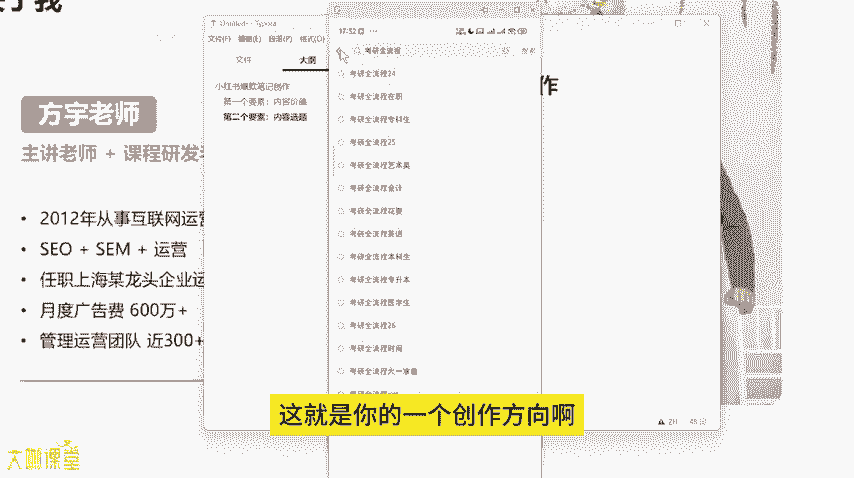 方宇老师
主讲老师 + 课程研发
• 2012年从事互联网运营
• SEO + SEM + 运营
• 任职上海某龙头企业运
• 月度广告费 600万+
• 管理运营团队 近300+
Untitled - Typora
文件(F) 编辑(E) 段落(P) 格式(O)
文件 大纲
小红书爆款笔记创作
第一个要素：内容价值
第二个要素：内容选题
17:52
考研全流程
考研全流程24
考研全流程在职
考研全流程专科生
考研全流程25
考研全流程艺术类
考研全流程会计
考研全流程花费
考研全流程英语
考研全流程本科生
考研全流程专升本
考研全流程医学生
考研全流程26
考研全流程时间
考研全流程大一准备
作
ZH
这就是你的一个创作方向啊
大鹏课堂